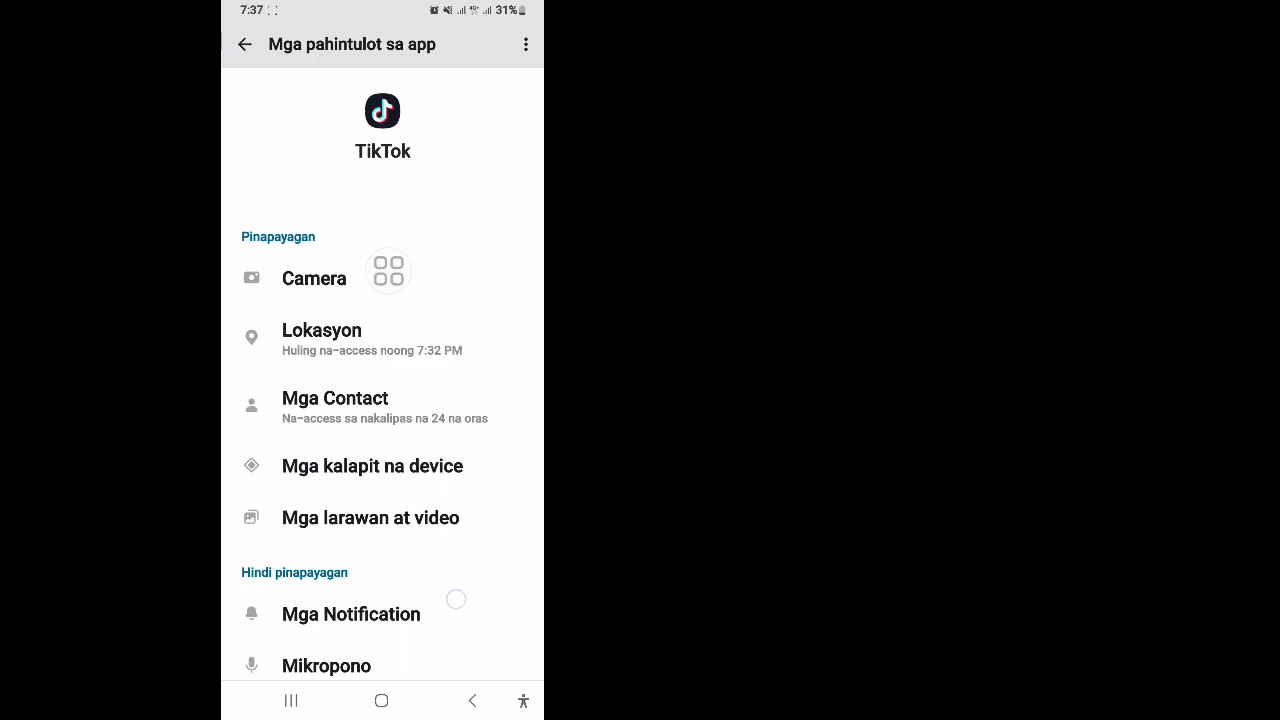 7:37
31%
Mga pahintulot sa app
TikTok
Pinapayagan
Camera
Lokasyon
Huling na-access noong 7:32 PM
Mga Contact
Na-access sa nakalipas na 24 na oras
Mga kalapit na device
Mga larawan at video
Hindi pinapayagan
Mga Notification
Mikropono